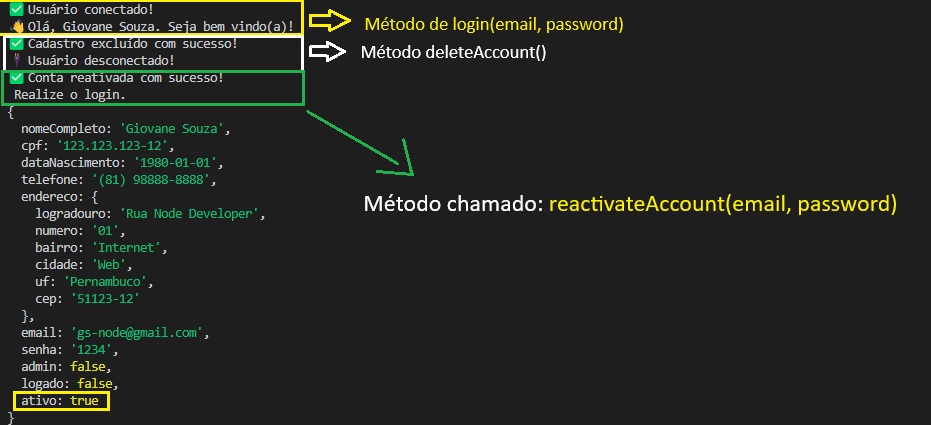 ✅ Usuário conectado!
👋 Olá, Giovane Souza. Seja bem vindo(a)!
Método de login(email, password)
✅ Cadastro excluído com sucesso!
🔌 Usuário desconectado!
Método deleteAccount()
✅ Conta reativada com sucesso!
Realize o login.
{
nomeCompleto: 'Giovane Souza',
cpf: '123.123.123-12',
dataNascimento: '1980-01-01',
telefone: '(81) 98888-8888',
endereco: {
logradouro: 'Rua Node Developer',
numero: '01',
bairro: 'Internet',
cidade: 'Web',
uf: 'Pernambuco',
cep: '51123-12'
},
email: 'gs-node@gmail.com',
senha: '1234',
admin: false,
logado: false,
ativo: true
}
Método chamado: reactivateAccount(email, password)